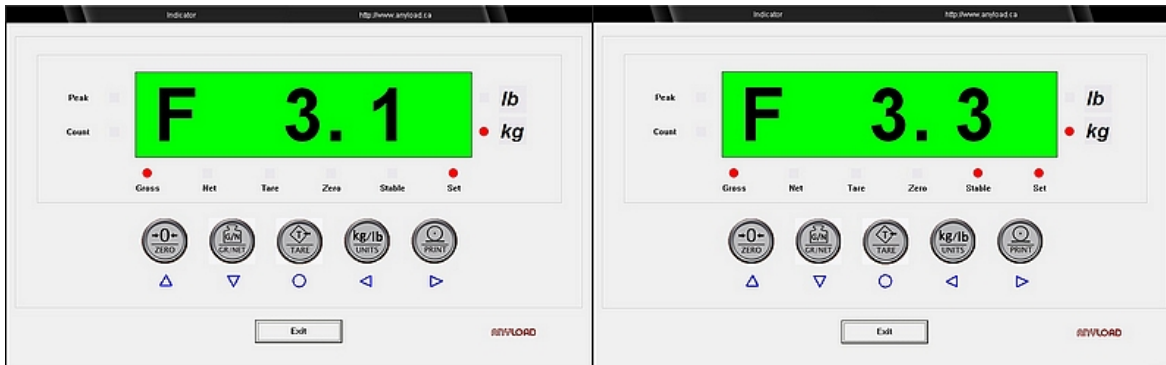 Indicator http://www.anyload.ca
Peak
F 3. 1
lb
Count
kg
Gross Net Tare Zero Stable Set
→0← G/N T kg/lb
ZERO GR/NET TARE UNITS PRINT
Exit
ANYLOAD
Indicator http://www.anyload.ca
Peak
F 3. 3
lb
Count
kg
Gross Net Tare Zero Stable Set
→0← G/N T kg/lb
ZERO GR/NET TARE UNITS PRINT
Exit
ANYLOAD